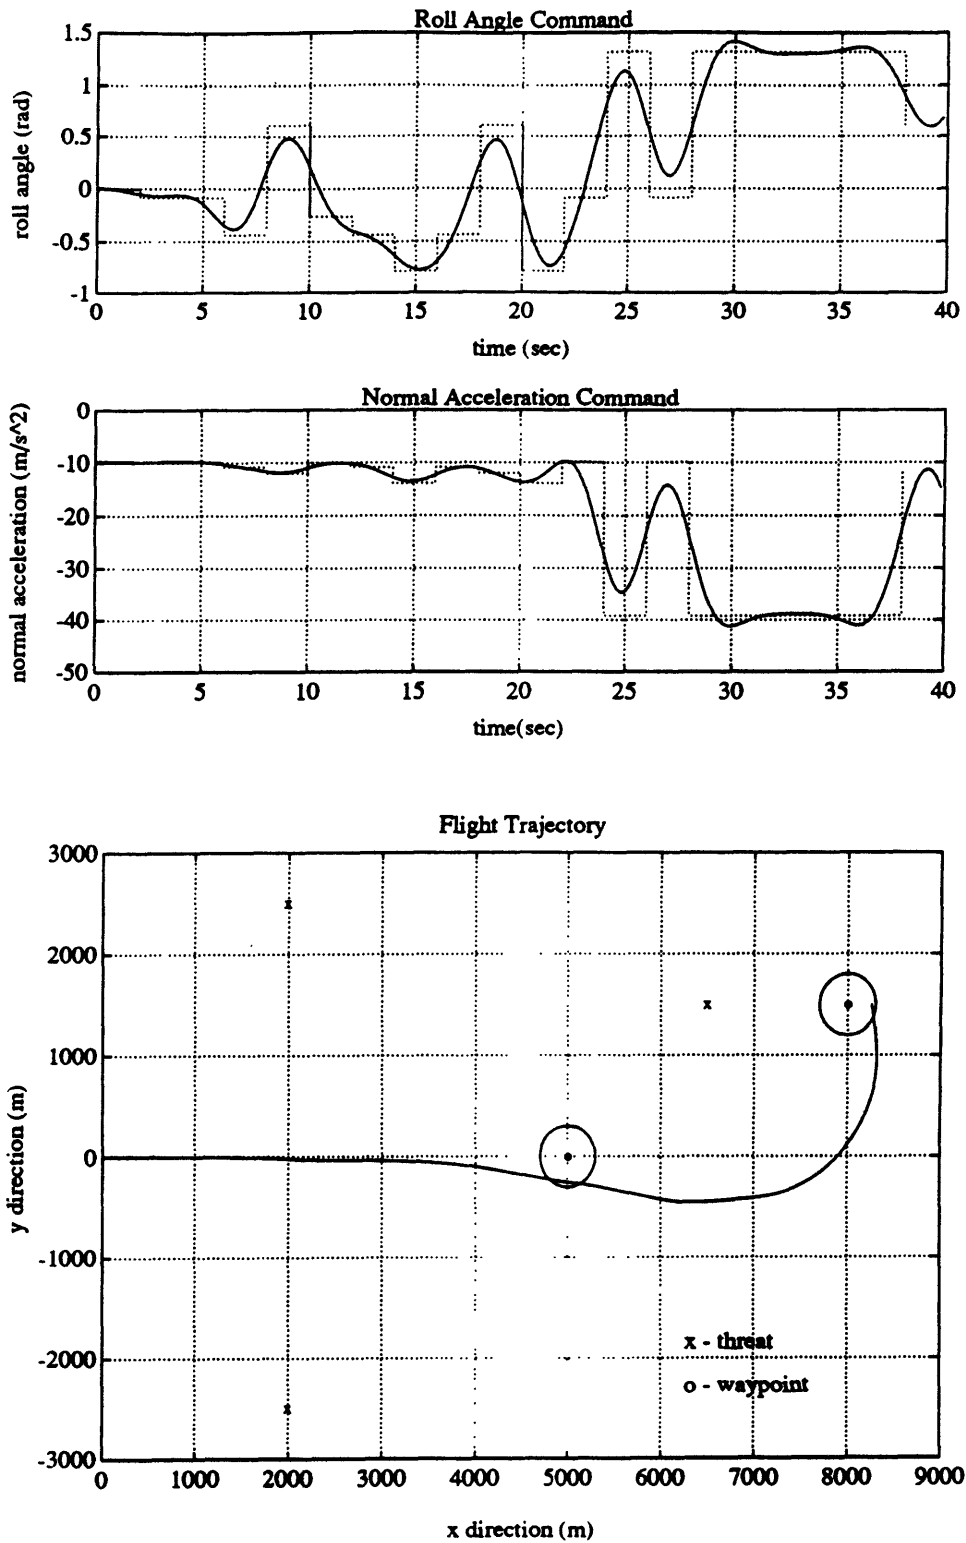 Roll Angle Command
1.5
1
0.5
0
-0.5
-1
roll angle (rad)
0 5 10 15 20 25 30 35 40
time (sec)
Normal Acceleration Command
0
-10
-20
-30
-40
-50
normal acceleration (m/s^2)
0 5 10 15 20 25 30 35 40
time(sec)
Flight Trajectory
3000
2000
1000
0
-1000
-2000
-3000
y direction (m)
x
x
x
x - threat
o - waypoint
0 1000 2000 3000 4000 5000 6000 7000 8000 9000
x direction (m)